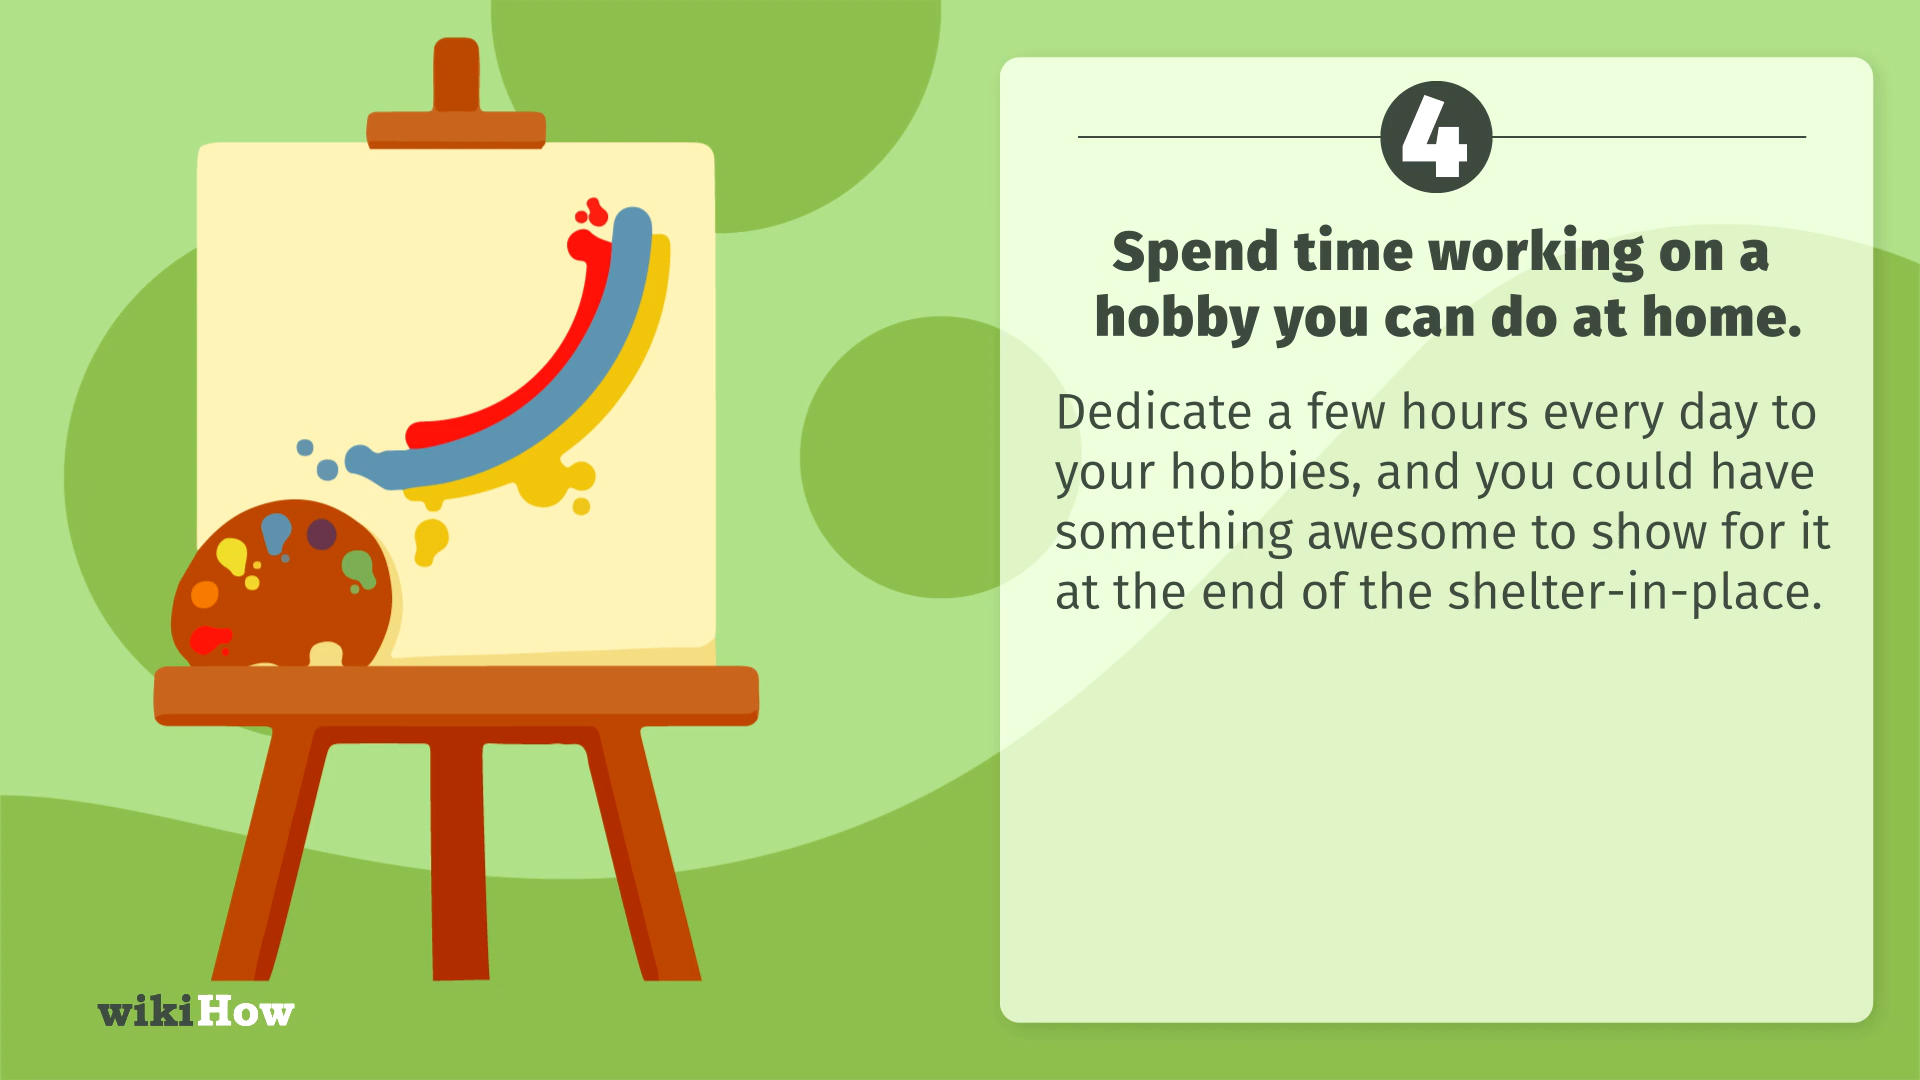 4
Spend time working on a
hobby you can do at home.
Dedicate a few hours every day to
your hobbies, and you could have
something awesome to show for it
at the end of the shelter-in-place.
wikiHow